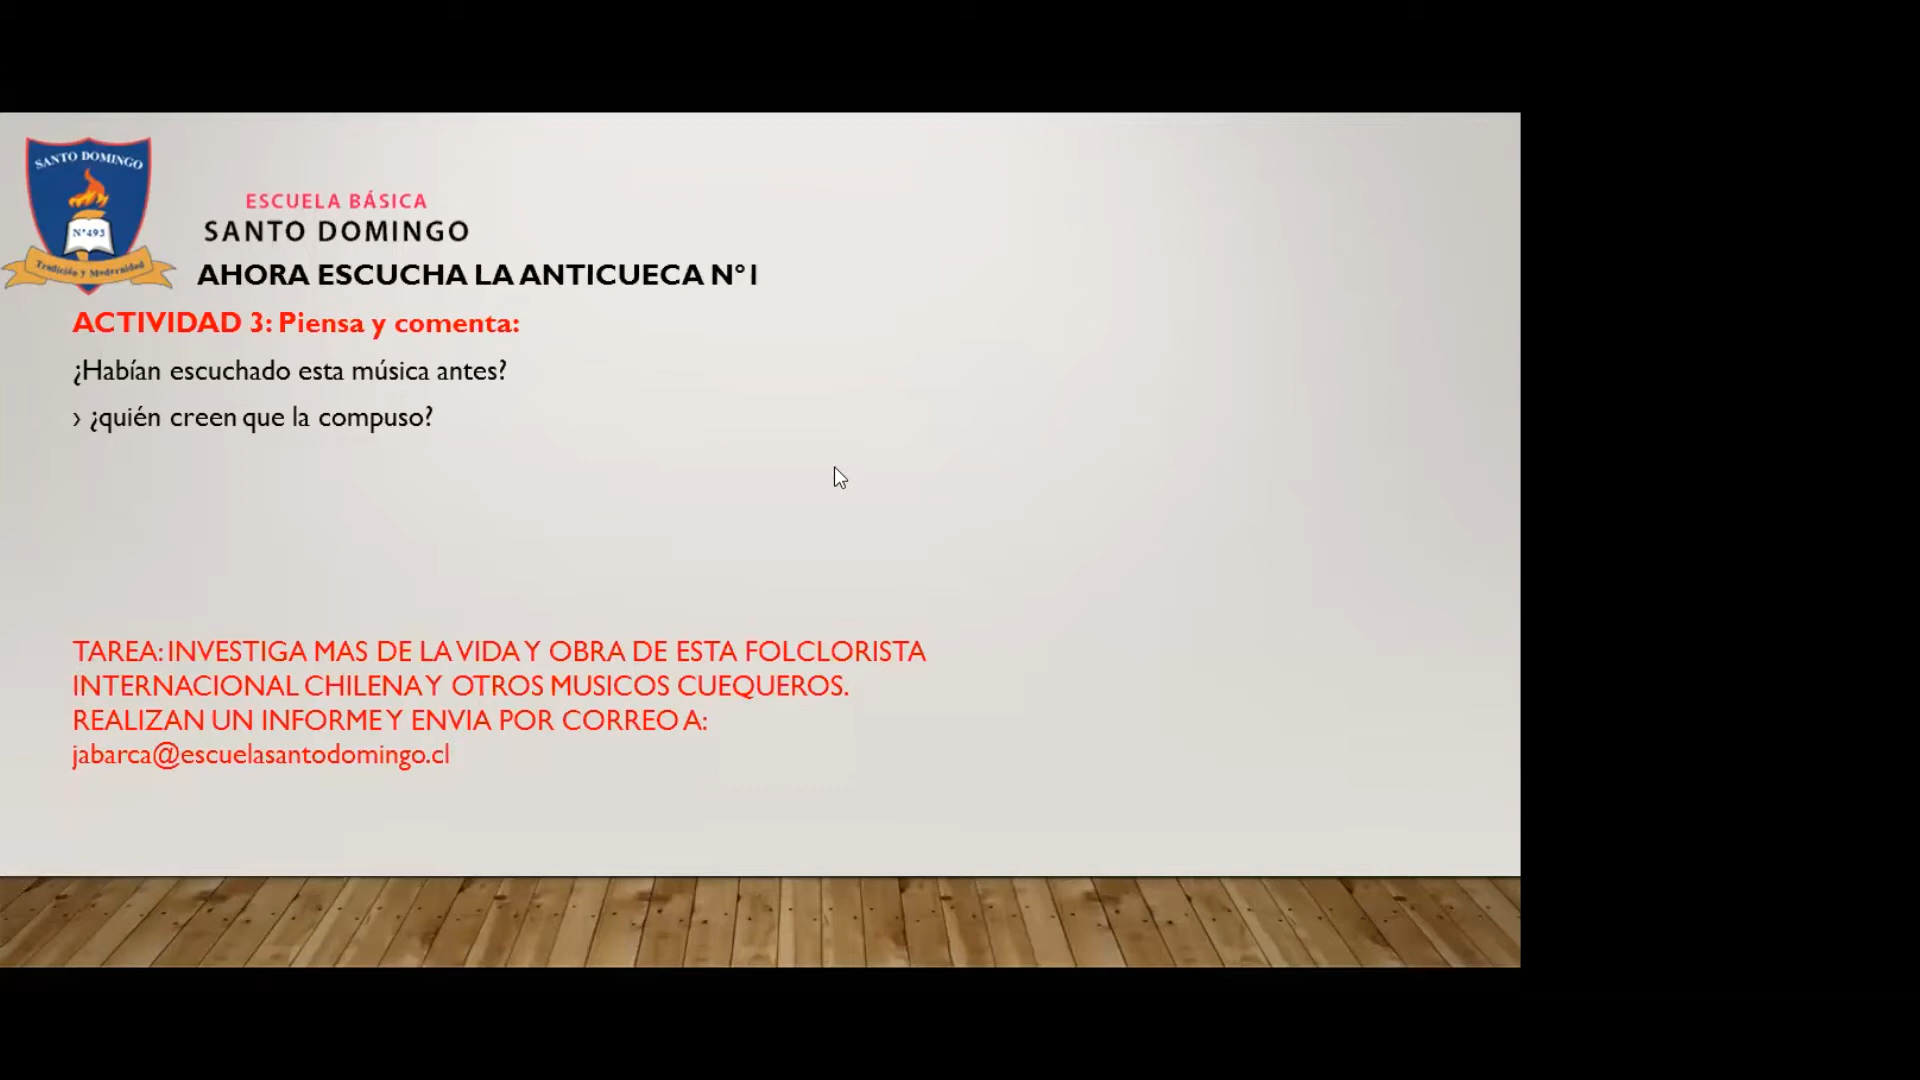 SANTO DOMINGO
N°493
Tradición y Modernidad
ESCUELA BÁSICA
SANTO DOMINGO
AHORA ESCUCHA LA ANTICUECA N°1
ACTIVIDAD 3: Piensa y comenta:
¿Habían escuchado esta música antes?
› ¿quién creen que la compuso?
TAREA: INVESTIGA MAS DE LA VIDA Y OBRA DE ESTA FOLCLORISTA
INTERNACIONAL CHILENA Y OTROS MUSICOS CUEQUEROS.
REALIZAN UN INFORME Y ENVIA POR CORREO A:
jabarca@escuelasantodomingo.cl